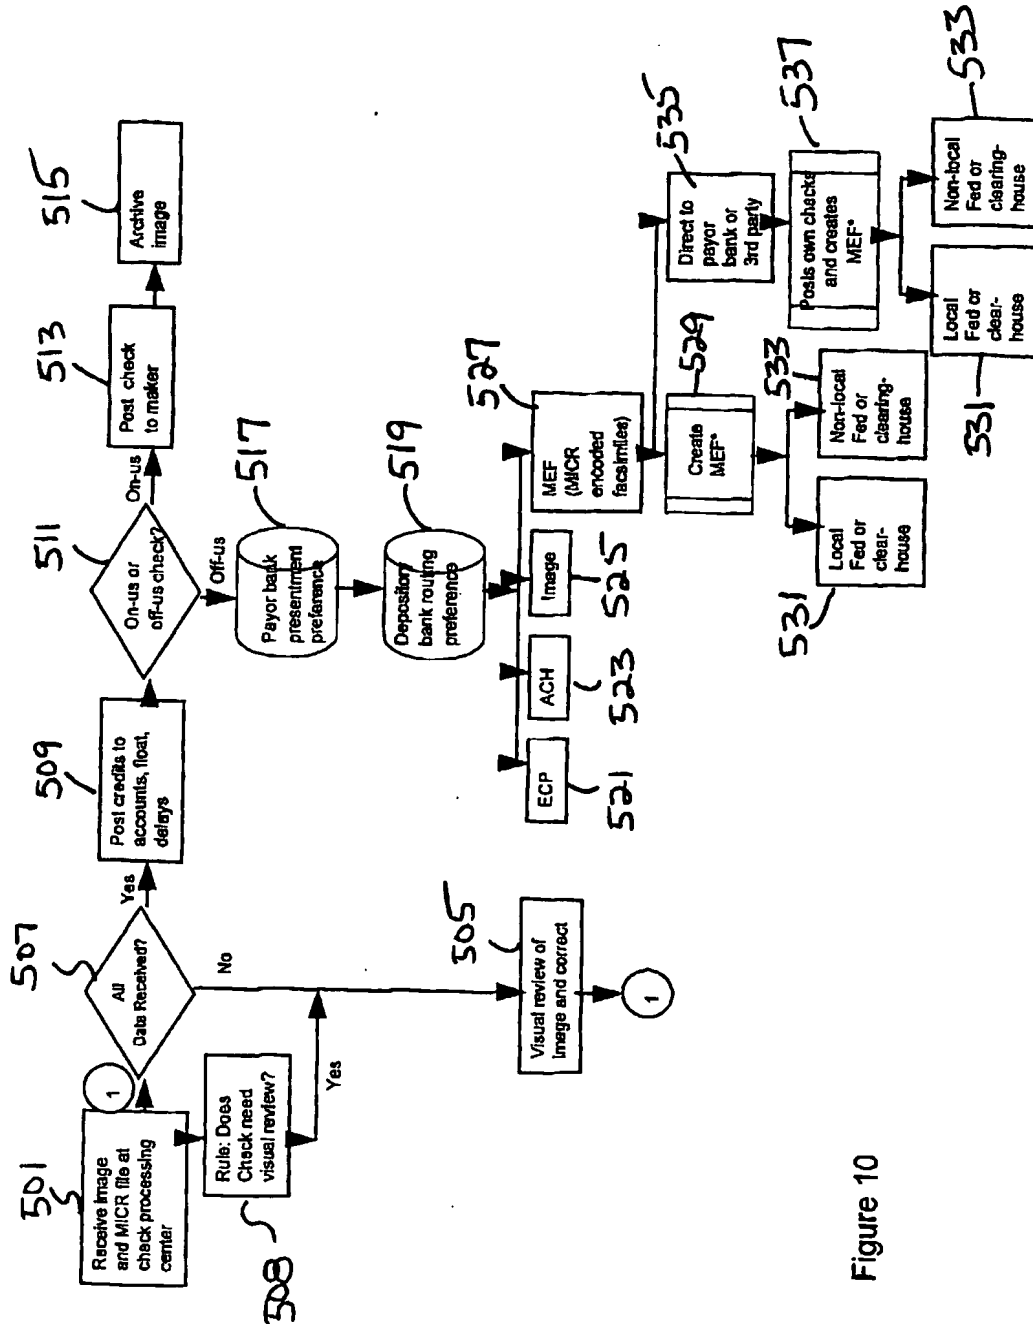 501
Receive image
and MICR file at
check processing
center
1
508
Rule: Does
Check need
visual review?
Yes
507
All
Data Received?
Yes
No
505
Visual review of
image and correct
1
509
Post credits to
accounts, float,
delays
511
On-us or
off-us check?
On-us
Off-us
513
Post check
to maker
515
Archive
image
517
Payor bank
presentment
preference
519
Depository
bank routing
preference
ECP
521
ACH
523
Image
525
527
MEF
(MICR
encoded
facsimiles)
529
Create
MEF*
531
Local
Fed or
clear-
house
533
Non-local
Fed or
clearing-
house
535
Direct to
payor
bank or
3rd party
537
Posts own checks
and creates
MEF*
531
Local
Fed or
clear-
house
533
Non-local
Fed or
clearing-
house
Figure 10